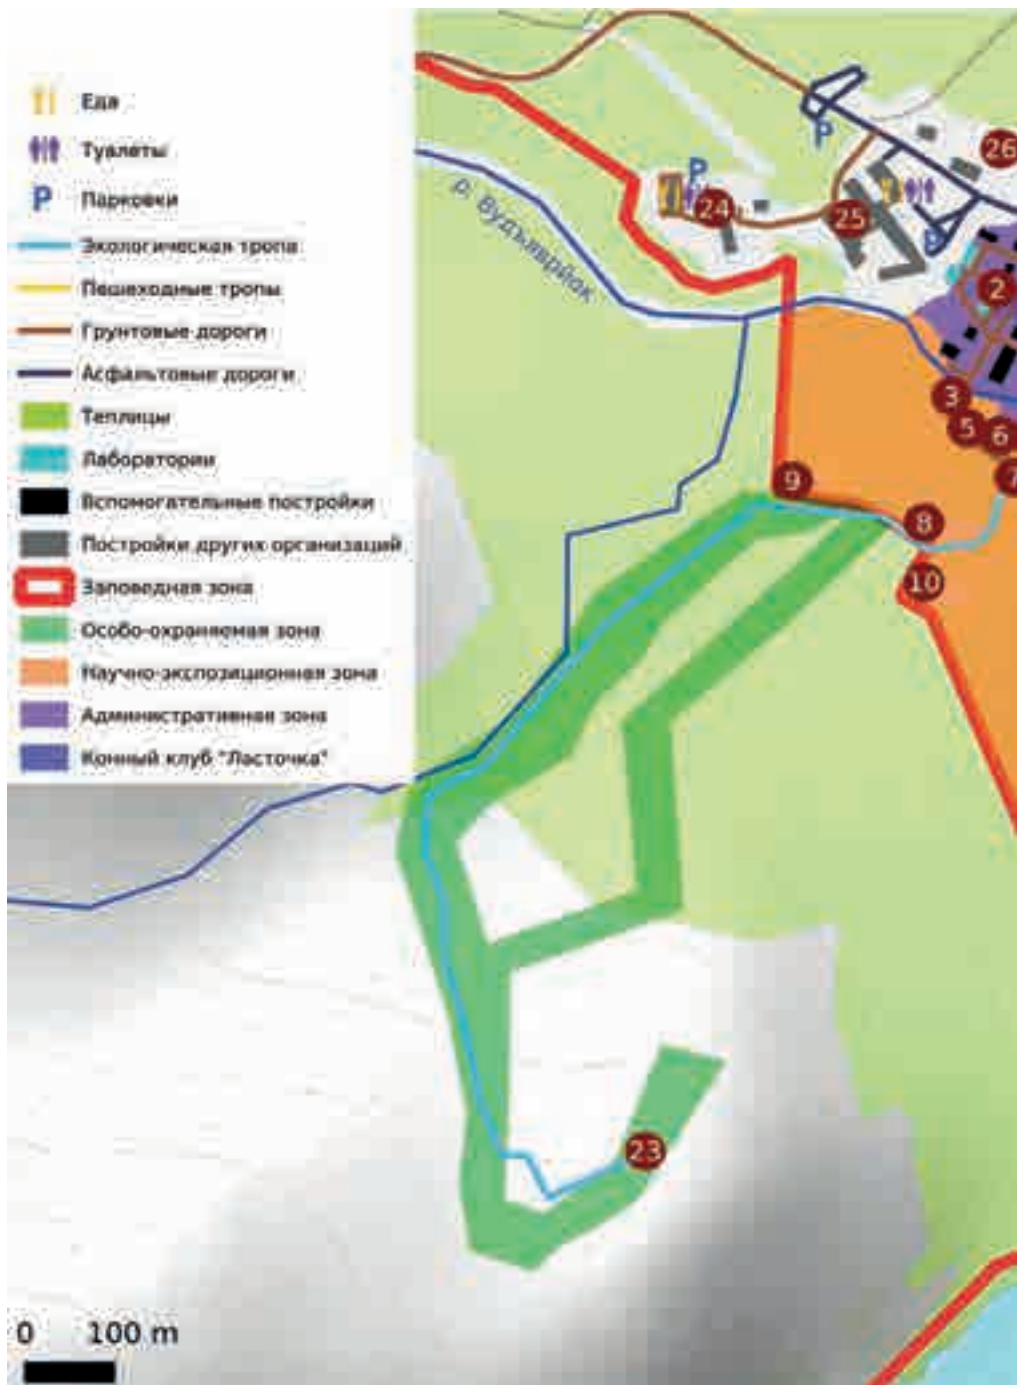 Еда
Туалеты
P Парковки
Экологическая тропа
Пешеходные тропы
Грунтовые дороги
Асфальтовые дороги
Теплицы
Лаборатории
Вспомогательные постройки
Постройки других организаций
Заповедная зона
Особо-охраняемая зона
Научно-экспозиционная зона
Административная зона
Конный клуб "Ласточка"
P
26
P
24
25
P
р. Вудъяврйок
2
3
5
6
7
9
8
10
23
0 100 m